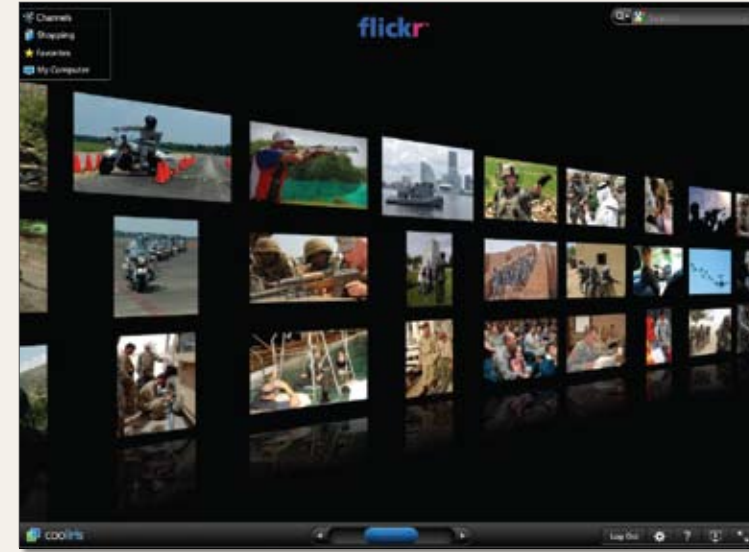 Channels
Shopping
Favorites
My Computer
flickr
cooliris
Log Out
?